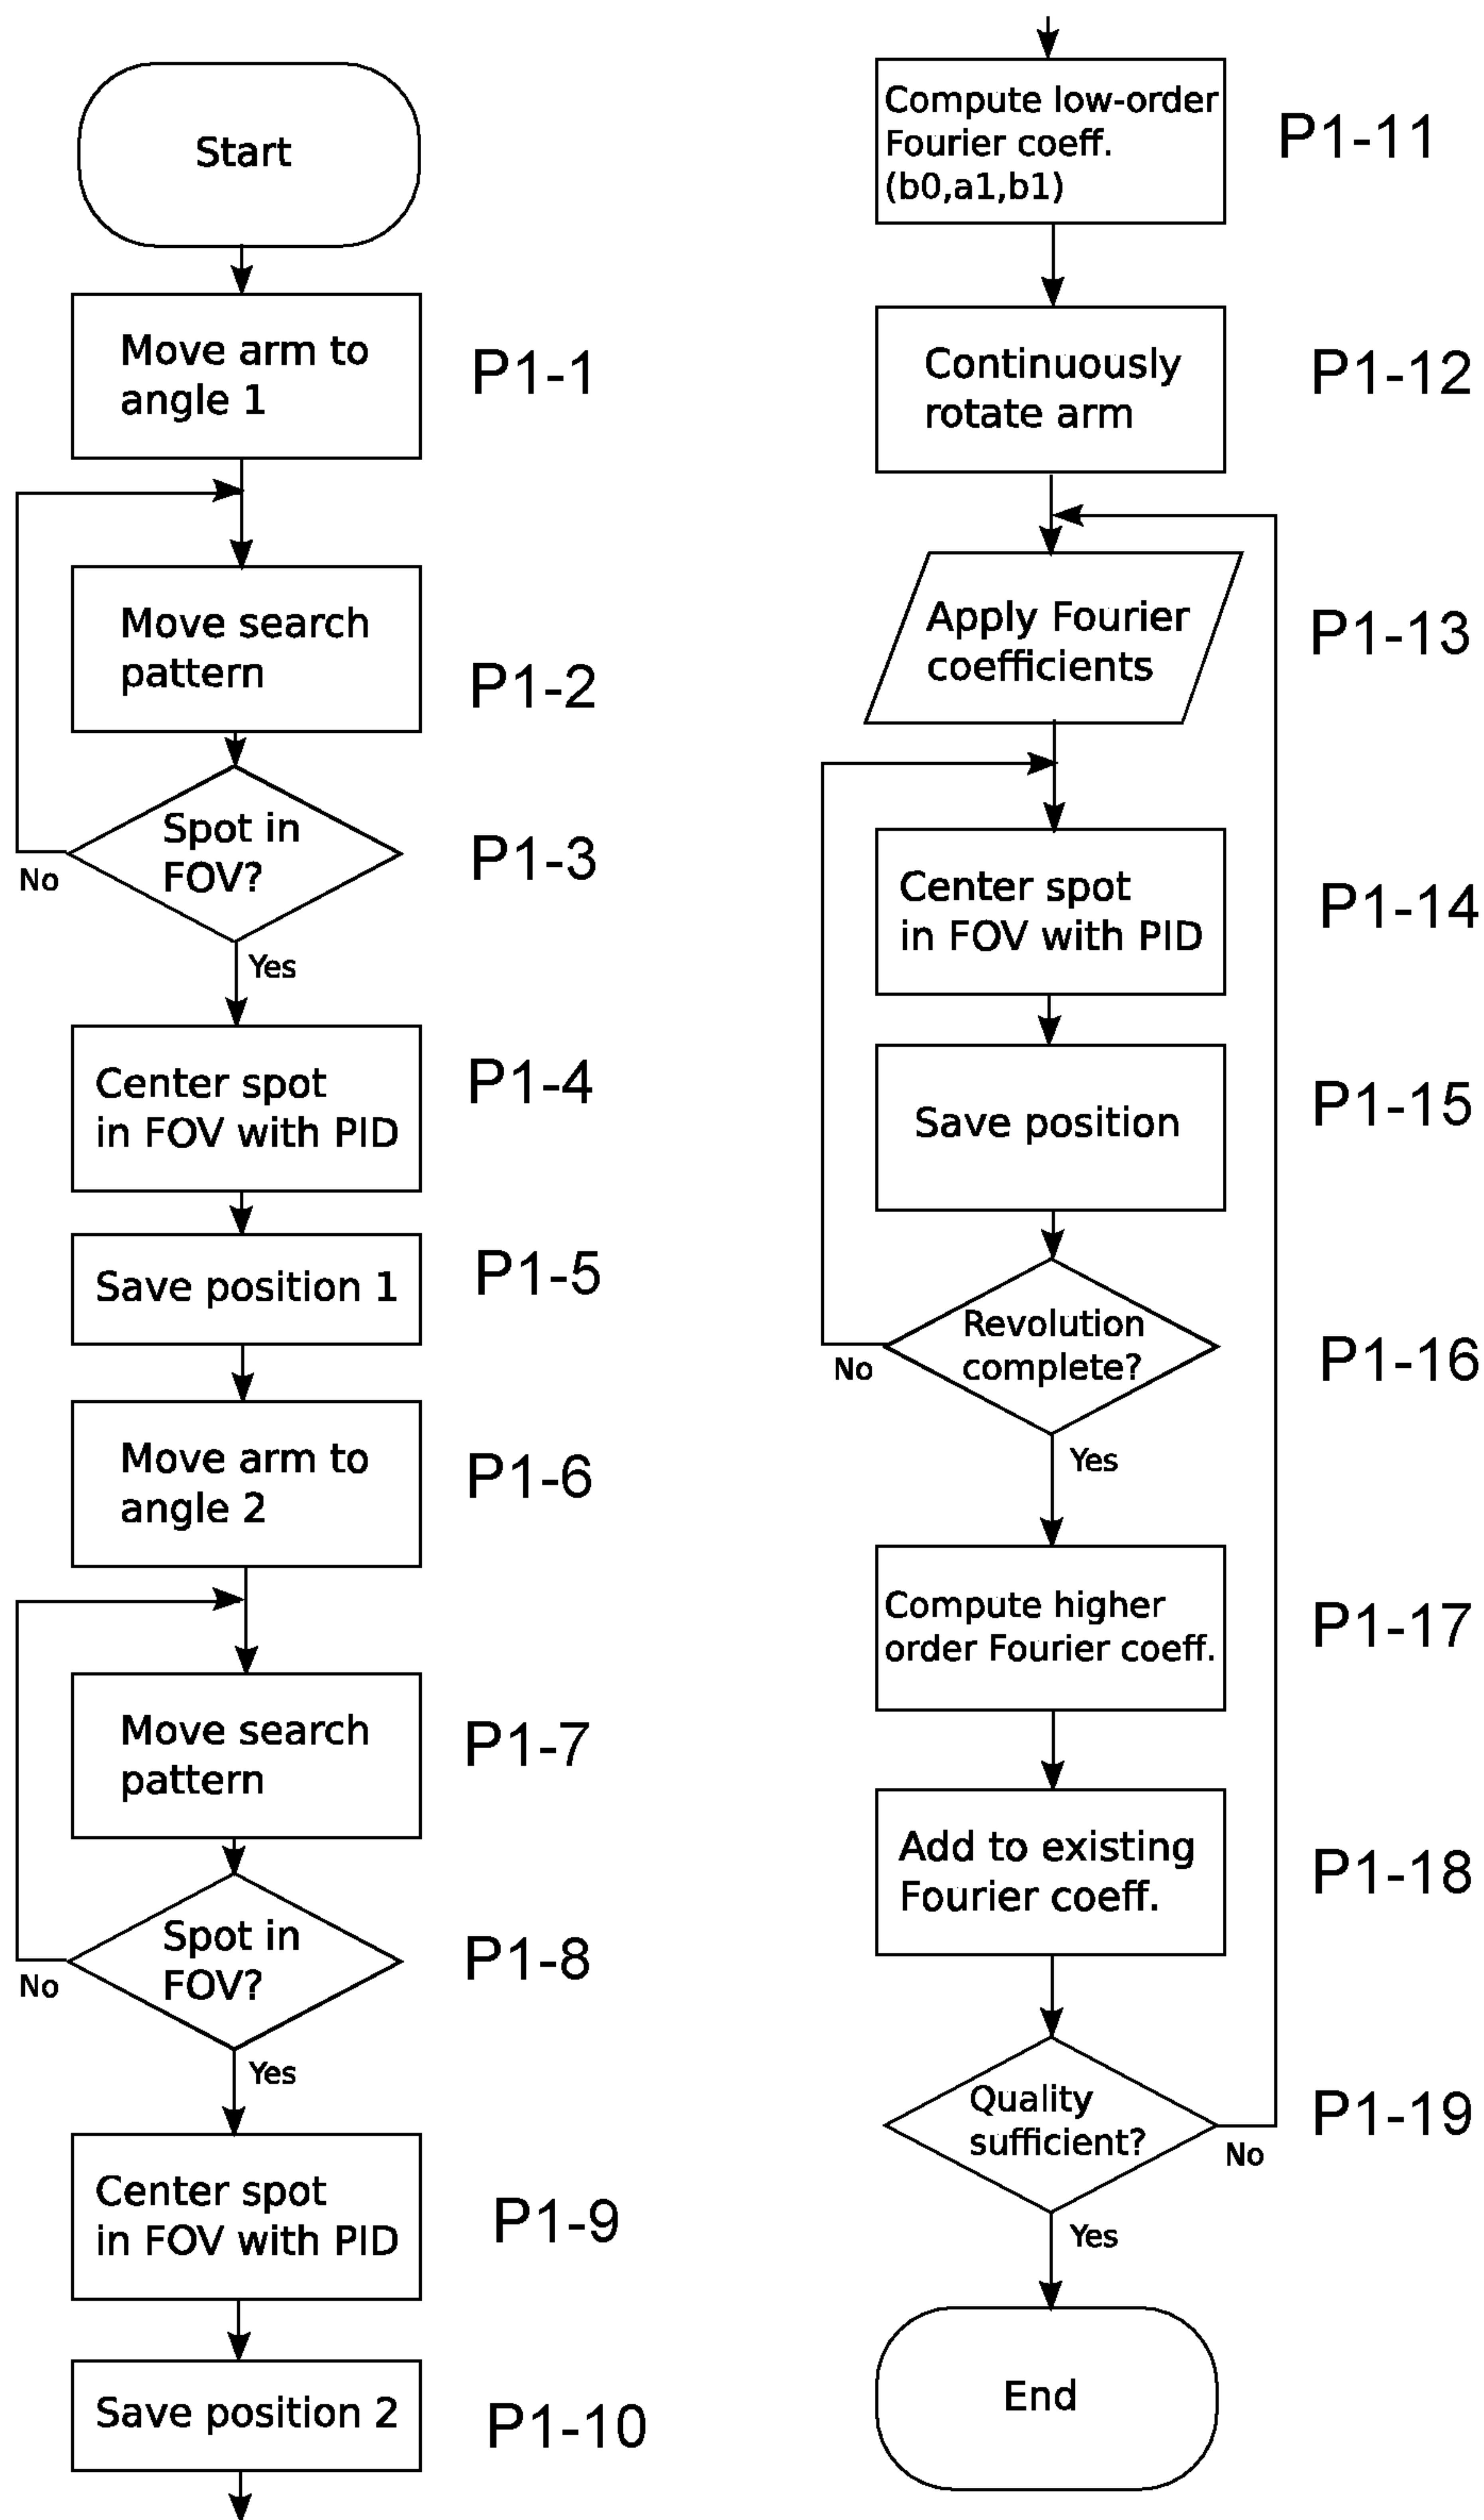 Start
Move arm to
angle 1
P1-1
Move search
pattern
P1-2
Spot in
FOV?
P1-3
No
Yes
Center spot
in FOV with PID
P1-4
Save position 1
P1-5
Move arm to
angle 2
P1-6
Move search
pattern
P1-7
Spot in
FOV?
P1-8
No
Yes
Center spot
in FOV with PID
P1-9
Save position 2
P1-10
Compute low-order
Fourier coeff.
(b0,a1,b1)
P1-11
Continuously
rotate arm
P1-12
Apply Fourier
coefficients
P1-13
Center spot
in FOV with PID
P1-14
Save position
P1-15
Revolution
complete?
P1-16
No
Yes
Compute higher
order Fourier coeff.
P1-17
Add to existing
Fourier coeff.
P1-18
Quality
sufficient?
P1-19
No
Yes
End